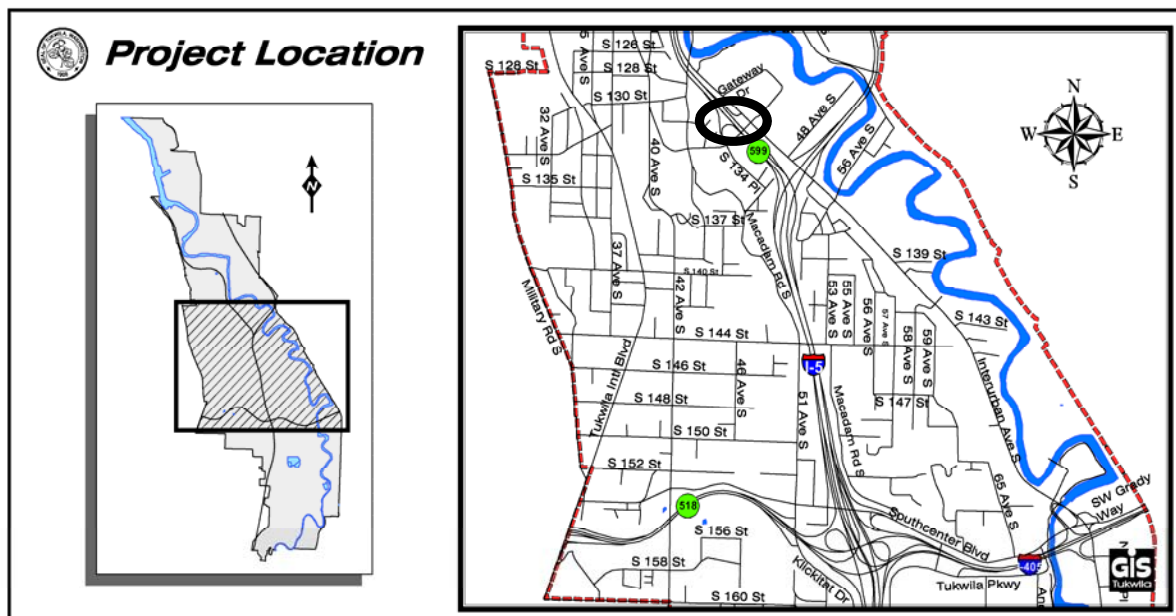 Project Location
N
N
W
E
S
S 126 St
S 128 St
S 128 St
S 130 St
Gateway Dr
32 Ave S
40 Ave S
48 Ave S
56 Ave S
599
S 134 Pl
S 135 St
S 137 St
Macadam Rd S
S 139 St
37 Ave S
S 140 St
42 Ave S
Military Rd S
53 Ave S
55 Ave S
56 Ave S
57 Ave S
58 Ave S
59 Ave S
S 143 St
S 144 St
S 146 St
46 Ave S
I-5
Tukwila Intl Blvd
S 147 St
S 148 St
51 Ave S
Macadam Rd S
Interurban Ave S
S 150 St
S 152 St
65 Ave S
SW Grady Way
518
Southcenter Blvd
S 156 St
S 158 St
Klickitat Dr
I-405
Tukwila Pkwy
S 160 St
GIS
Tukwila